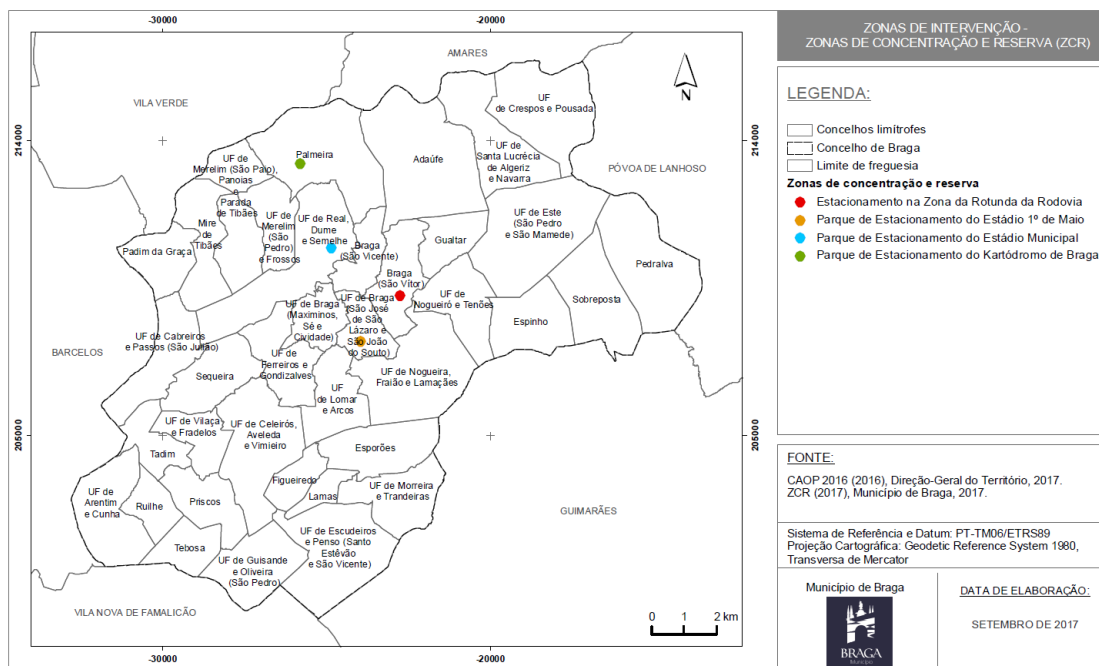 -30000
-20000
ZONAS DE INTERVENÇÃO -
ZONAS DE CONCENTRAÇÃO E RESERVA (ZCR)
AMARES
VILA VERDE
PÓVOA DE LANHOSO
BARCELOS
GUIMARÃES
VILA NOVA DE FAMALICÃO
N
214000
214000
205000
205000
UF
de Crespos e Pousada
Palmeira
Adaúfe
UF de
Santa Lucrécia
de Algeriz
e Navarra
UF de
Merelim (São Paio),
Panoias
e
Parada
de Tibães
Mire
de
Tibães
UF de
Merelim
(São
Pedro)
e Frossos
UF de Real,
Dume
e Semelhe
Braga
(São Vicente)
Gualtar
UF de Este
(São Pedro
e São Mamede)
Padim da Graça
Pedralva
Braga
(São Vítor)
UF de
Nogueiró e Tenões
Sobreposta
Espinho
UF de Braga
(Maximinos,
Sé e
Cividade)
UF de Braga
(São José
de São
Lázaro e
São João
do Souto)
UF de Cabreiros
e Passos (São Julião)
UF de
Ferreiros e
Gondizalves
Sequeira
UF de Nogueira,
Fraião e Lamaçães
UF
de Lomar
e Arcos
UF de Vilaça
e Fradelos
UF de Celeirós,
Aveleda
e Vimieiro
Tadim
Esporões
Figueiredo
Lamas
UF de Morreira
e Trandeiras
UF de
Arentim
e Cunha
Ruilhe
Priscos
Tebosa
UF de Escudeiros
e Penso (Santo
Estêvão
e São Vicente)
UF de Guisande
e Oliveira
(São Pedro)
0 1 2 km
-30000
-20000
LEGENDA:
Concelhos limítrofes
Concelho de Braga
Limite de freguesia
Zonas de concentração e reserva
Estacionamento na Zona da Rotunda da Rodovia
Parque de Estacionamento do Estádio 1º de Maio
Parque de Estacionamento do Estádio Municipal
Parque de Estacionamento do Kartódromo de Braga
FONTE:
CAOP 2016 (2016), Direção-Geral do Território, 2017.
ZCR (2017), Município de Braga, 2017.
Sistema de Referência e Datum: PT-TM06/ETRS89
Projeção Cartográfica: Geodetic Reference System 1980,
Transversa de Mercator
Município de Braga
BRAGA
Município
DATA DE ELABORAÇÃO:
SETEMBRO DE 2017